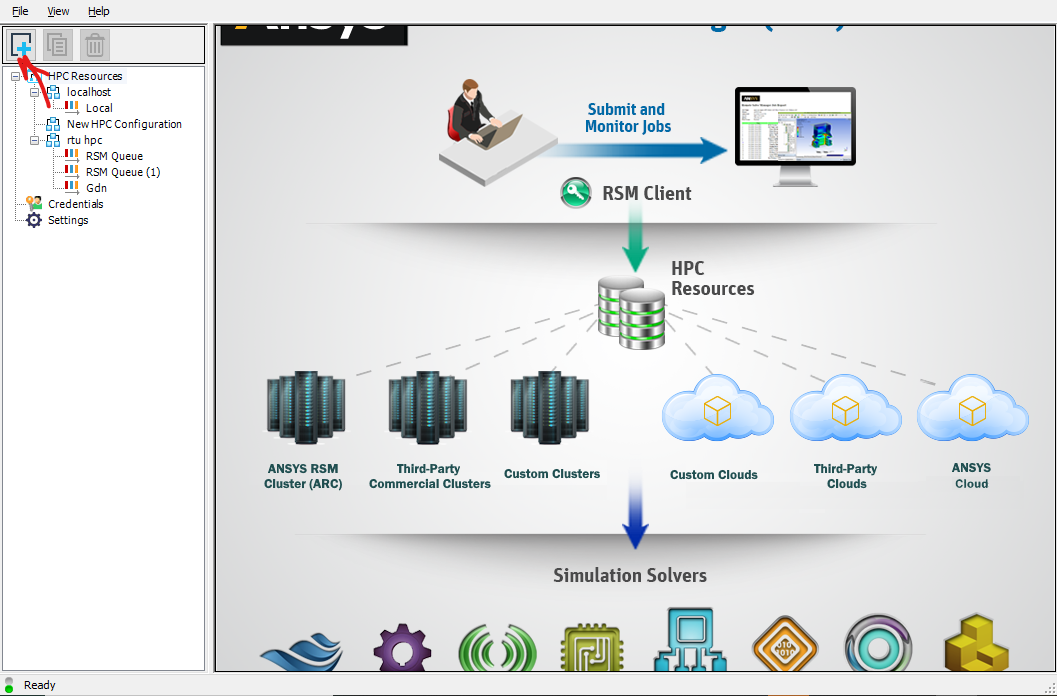 File View Help
HPC Resources
localhost
Local
New HPC Configuration
rtu hpc
RSM Queue
RSM Queue (1)
Gdn
Credentials
Settings
Submit and
Monitor Jobs
RSM Client
HPC
Resources
ANSYS RSM
Cluster (ARC)
Third-Party
Commercial Clusters
Custom Clusters
Custom Clouds
Third-Party
Clouds
ANSYS
Cloud
Simulation Solvers
Ready